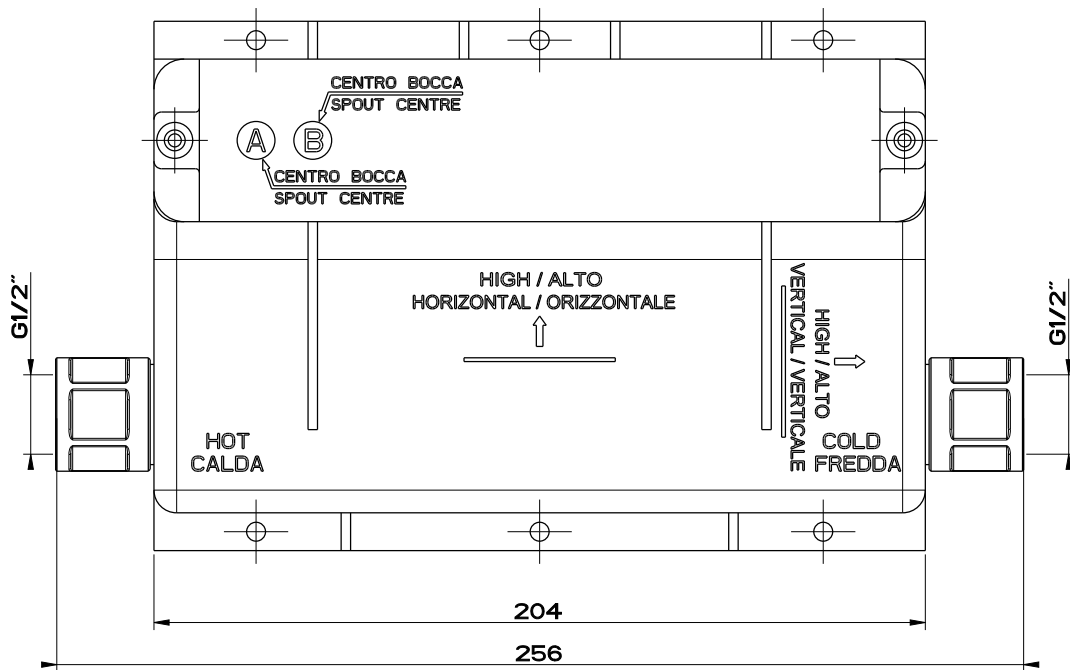 CENTRO BOCCA
SPOUT CENTRE
A B
CENTRO BOCCA
SPOUT CENTRE
HIGH / ALTO
HORIZONTAL / ORIZZONTALE
VERTICAL / VERTICALE
HIGH / ALTO
G1/2"
G1/2"
HOT
CALDA
COLD
FREDDA
204
256